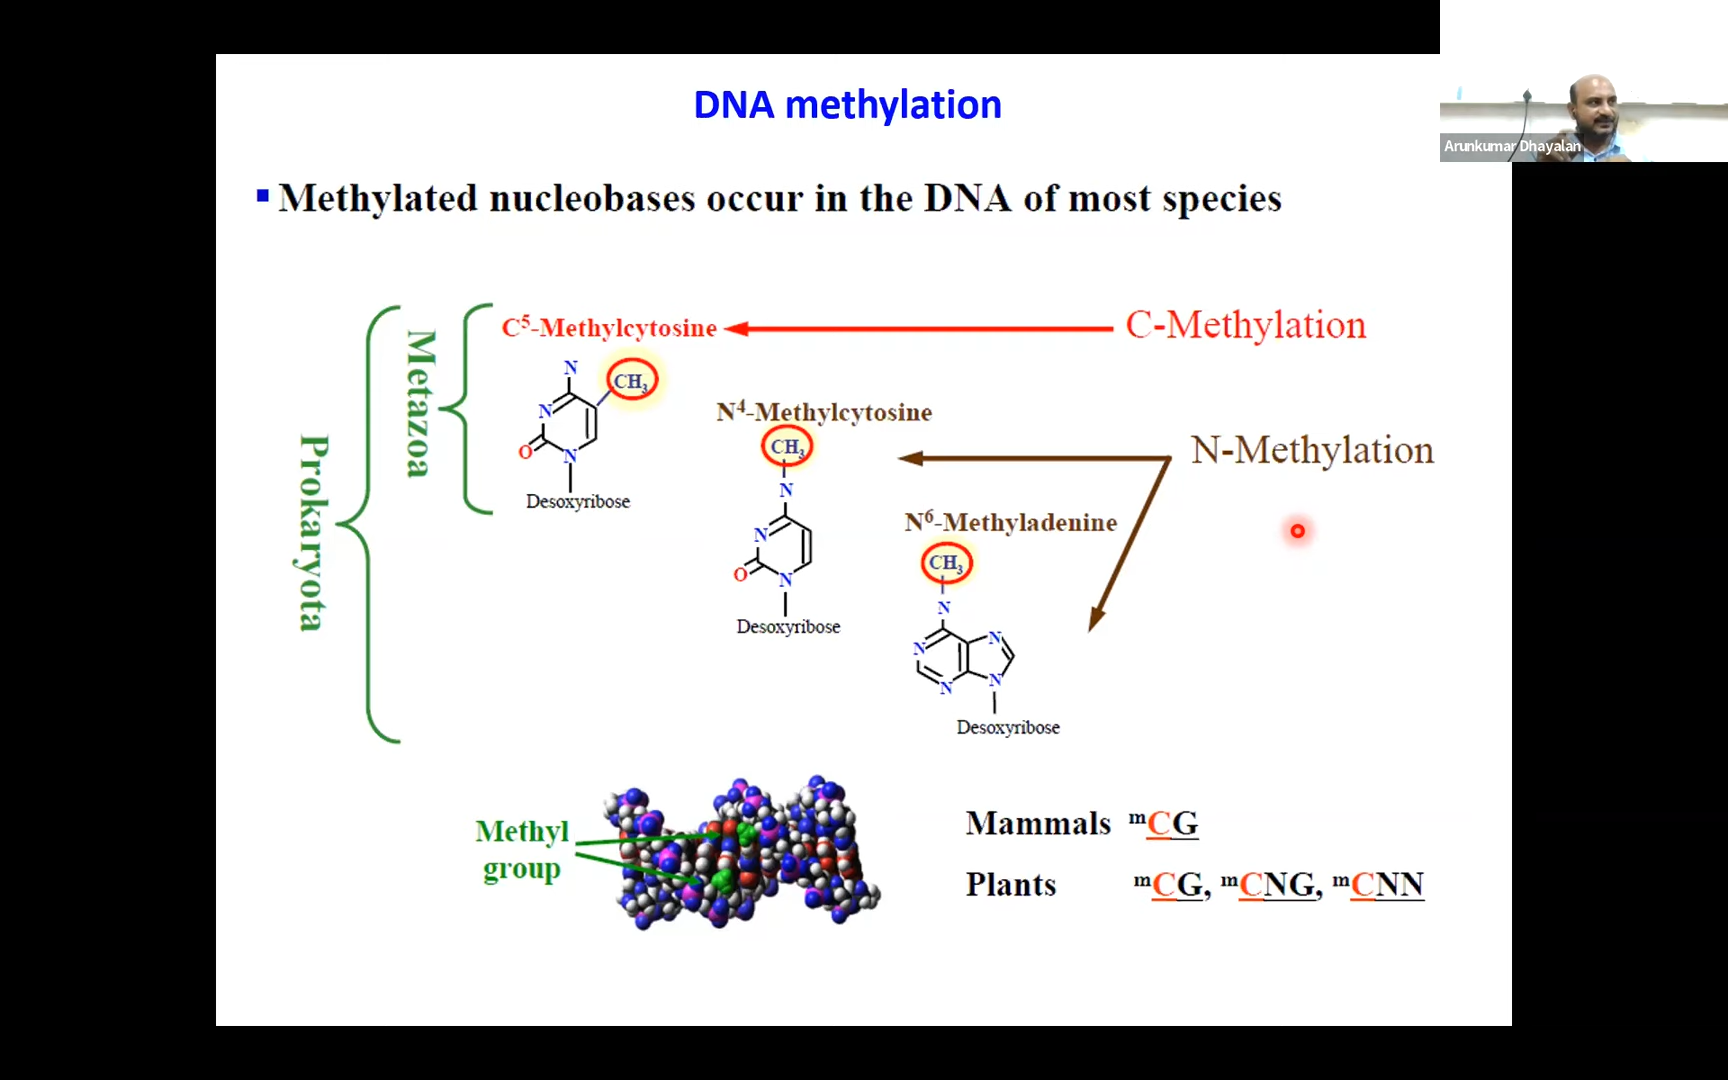 DNA methylation
Arunkumar Dhayalan
▪ Methylated nucleobases occur in the DNA of most species
Prokaryota
Metazoa
C⁵-Methylcytosine
C-Methylation
N
CH₃
N
O
N
Desoxyribose
N⁴-Methylcytosine
CH₃
N
N
O
N
Desoxyribose
N-Methylation
N⁶-Methyladenine
CH₃
N
N
N
N
N
Desoxyribose
Methyl
group
Mammals ᵐCG
Plants ᵐCG, ᵐCNG, ᵐCNN